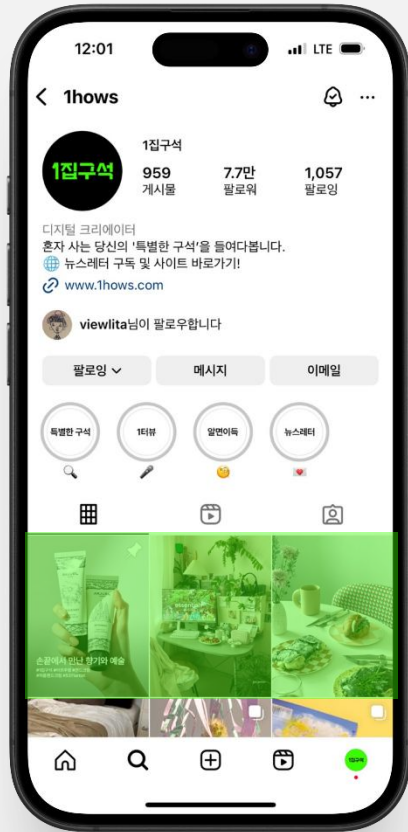 12:01
LTE
1hows
1집구석
1집구석
959
7.7만
1,057
게시물
팔로워
팔로잉
디지털 크리에이터
혼자 사는 당신의 '특별한 구석'을 들여다봅니다.
뉴스레터 구독 및 사이트 바로가기!
www.1hows.com
viewlita님이 팔로우합니다
팔로잉
메시지
이메일
특별한 구석
1터뷰
알면이득
뉴스레터
손끝에서 만난 향기와 예술
1집구석